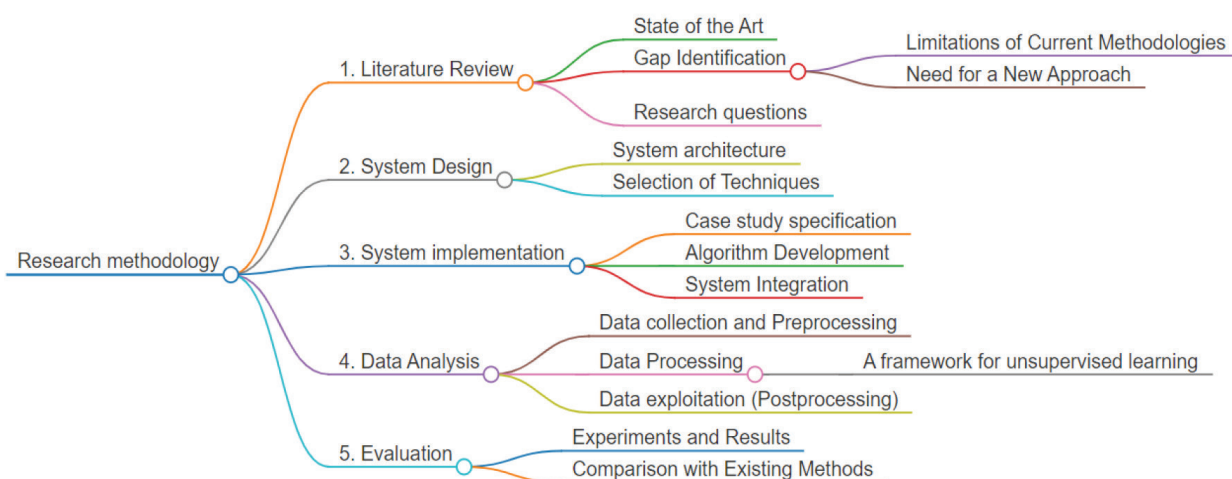 Research methodology
1. Literature Review
State of the Art
Gap Identification
Limitations of Current Methodologies
Need for a New Approach
Research questions
2. System Design
System architecture
Selection of Techniques
3. System implementation
Case study specification
Algorithm Development
System Integration
4. Data Analysis
Data collection and Preprocessing
Data Processing
A framework for unsupervised learning
Data exploitation (Postprocessing)
5. Evaluation
Experiments and Results
Comparison with Existing Methods